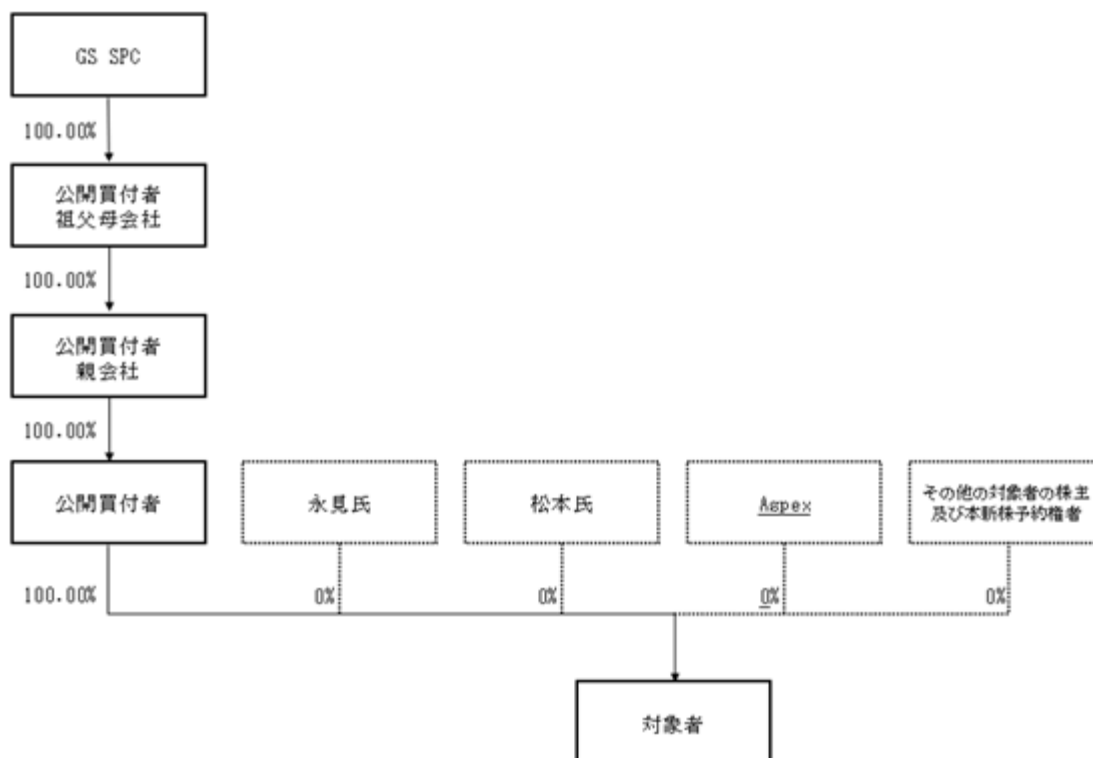 GS SPC
100.00%
公開買付者
祖父母会社
100.00%
公開買付者
親会社
100.00%
公開買付者
永見氏
松本氏
Aspex
その他の対象者の株主
及び本新株予約権者
100.00%
0%
0%
0%
0%
対象者